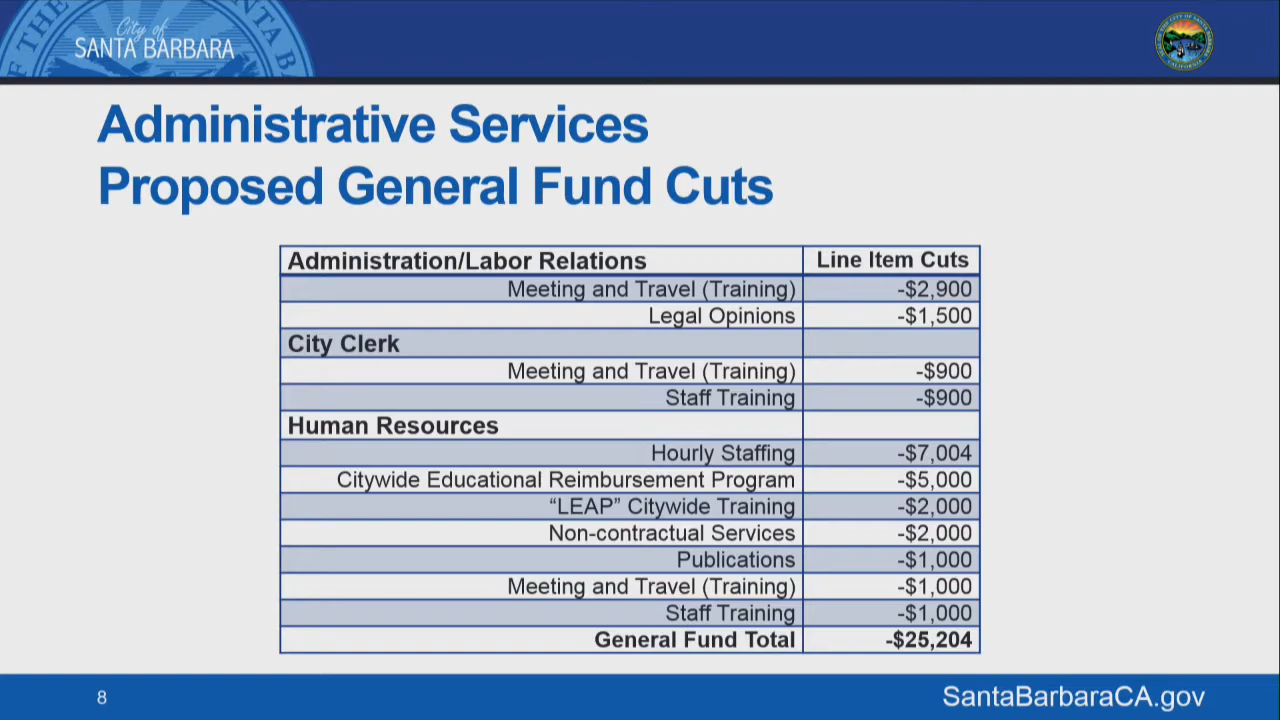 City of
SANTA BARBARA
Administrative Services
Proposed General Fund Cuts
Administration/Labor Relations Line Item Cuts
Meeting and Travel (Training) -$2,900
Legal Opinions -$1,500
City Clerk
Meeting and Travel (Training) -$900
Staff Training -$900
Human Resources
Hourly Staffing -$7,004
Citywide Educational Reimbursement Program -$5,000
“LEAP” Citywide Training -$2,000
Non-contractual Services -$2,000
Publications -$1,000
Meeting and Travel (Training) -$1,000
Staff Training -$1,000
General Fund Total -$25,204
8
SantaBarbaraCA.gov